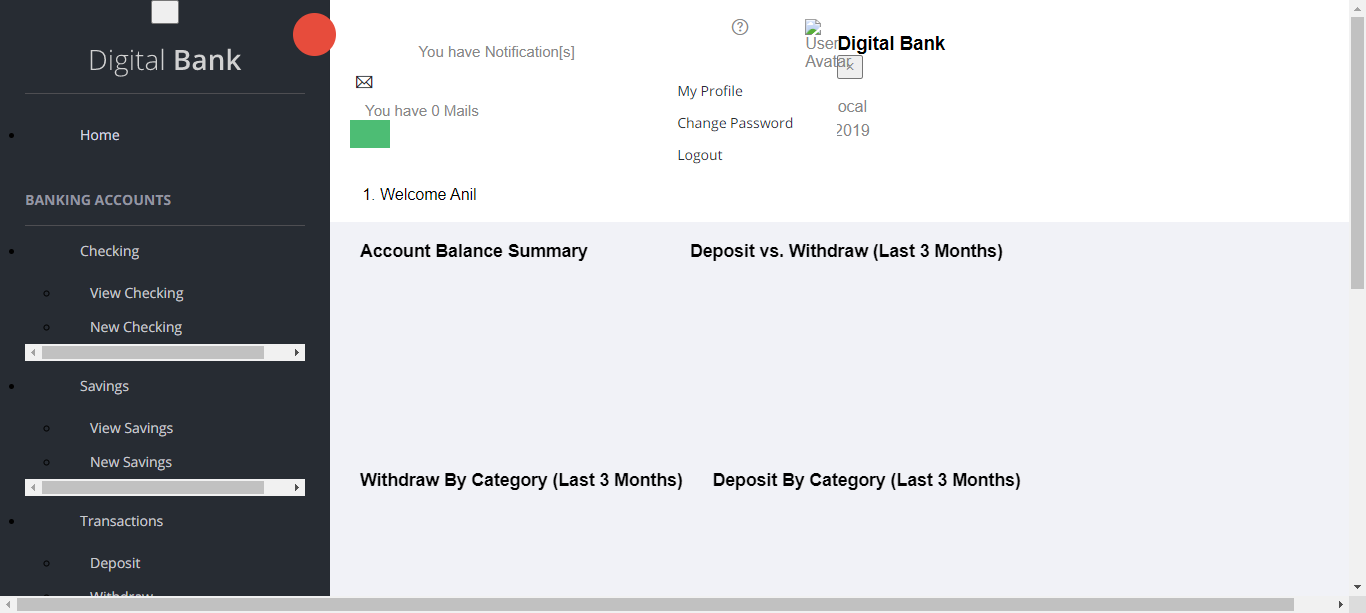 Digital Bank
Home
BANKING ACCOUNTS
Checking
View Checking
New Checking
Savings
View Savings
New Savings
Transactions
Deposit
Withdraw
You have Notification[s]
You have 0 Mails
My Profile
Change Password
Logout
User Avatar
Digital Bank
ocal
2019
1. Welcome Anil
Account Balance Summary
Deposit vs. Withdraw (Last 3 Months)
Withdraw By Category (Last 3 Months)
Deposit By Category (Last 3 Months)